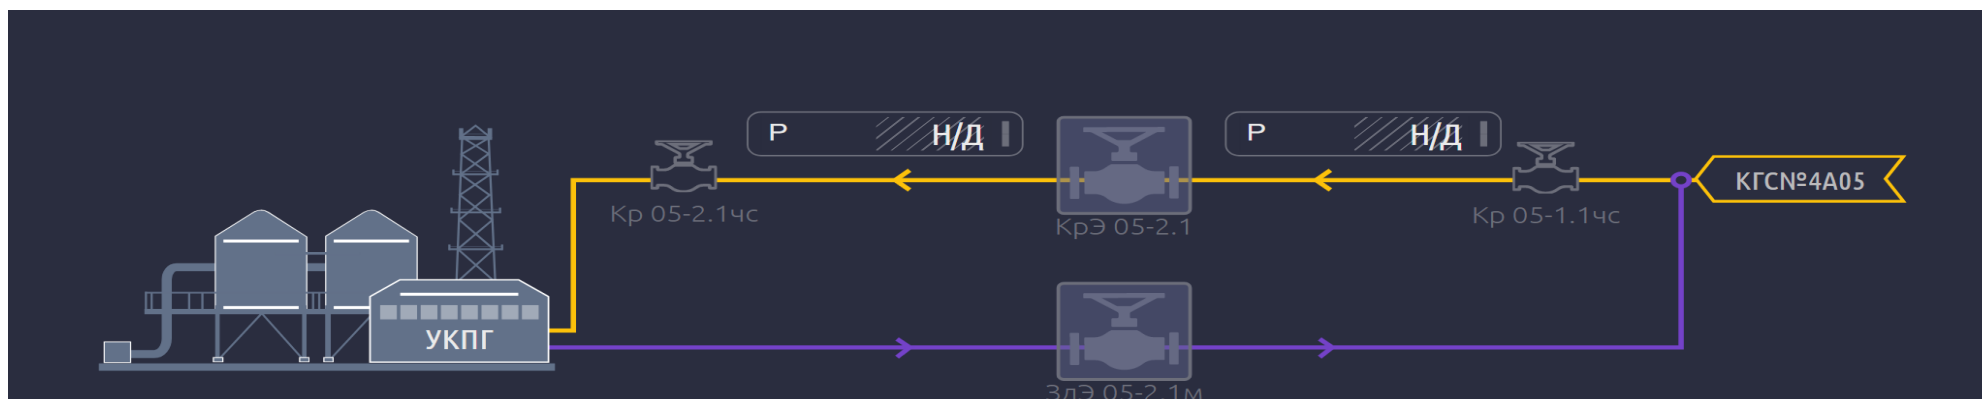 P Н/Д
P Н/Д
КГС№4А05
Кр 05-2.1чс
КрЭ 05-2.1
Кр 05-1.1чс
УКПГ
ЗдЭ 05-2.1м